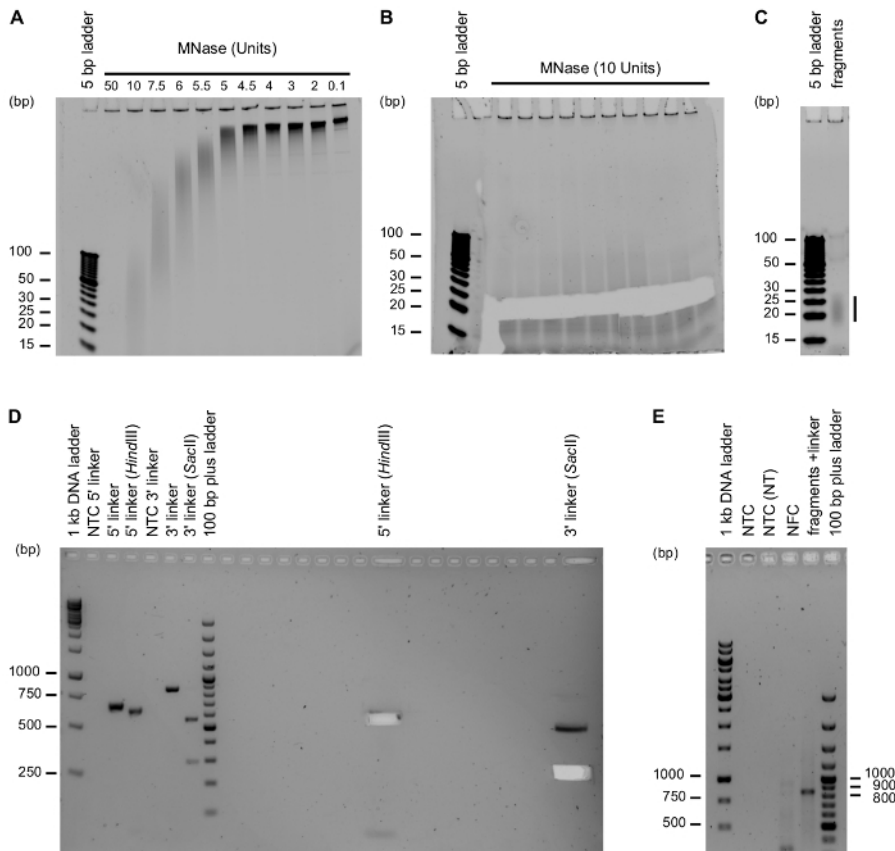 A
5 bp ladder
MNase (Units)
50 10 7.5 6 5.5 5 4.5 4 3 2 0.1
(bp)
100
50
30
25
20
15
B
5 bp ladder
MNase (10 Units)
(bp)
100
50
30
25
20
15
C
5 bp ladder
fragments
(bp)
100
50
30
25
20
15
D
1 kb DNA ladder
NTC 5' linker
5' linker
5' linker (HindIII)
NTC 3' linker
3' linker
3' linker (SacII)
100 bp plus ladder
5' linker (HindIII)
3' linker (SacII)
(bp)
1000
750
500
250
E
1 kb DNA ladder
NTC
NTC (NT)
NFC
fragments +linker
100 bp plus ladder
(bp)
1000
750
500
1000
900
800